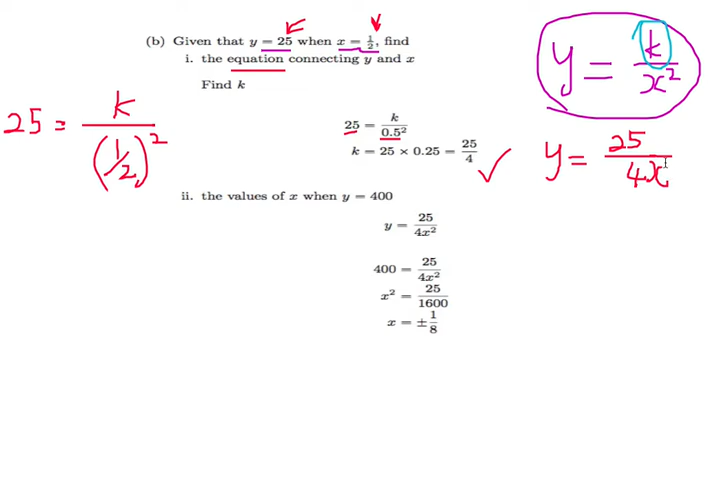 (b) Given that y = 25 when x = 1/2, find
i. the equation connecting y and x
Find k
25 = k/0.5²
k = 25 × 0.25 = 25/4
ii. the values of x when y = 400
y = 25/4x²
400 = 25/4x²
x² = 25/1600
x = ±1/8
25 = k/(1/2)²
y = k/x²
y = 25/4x